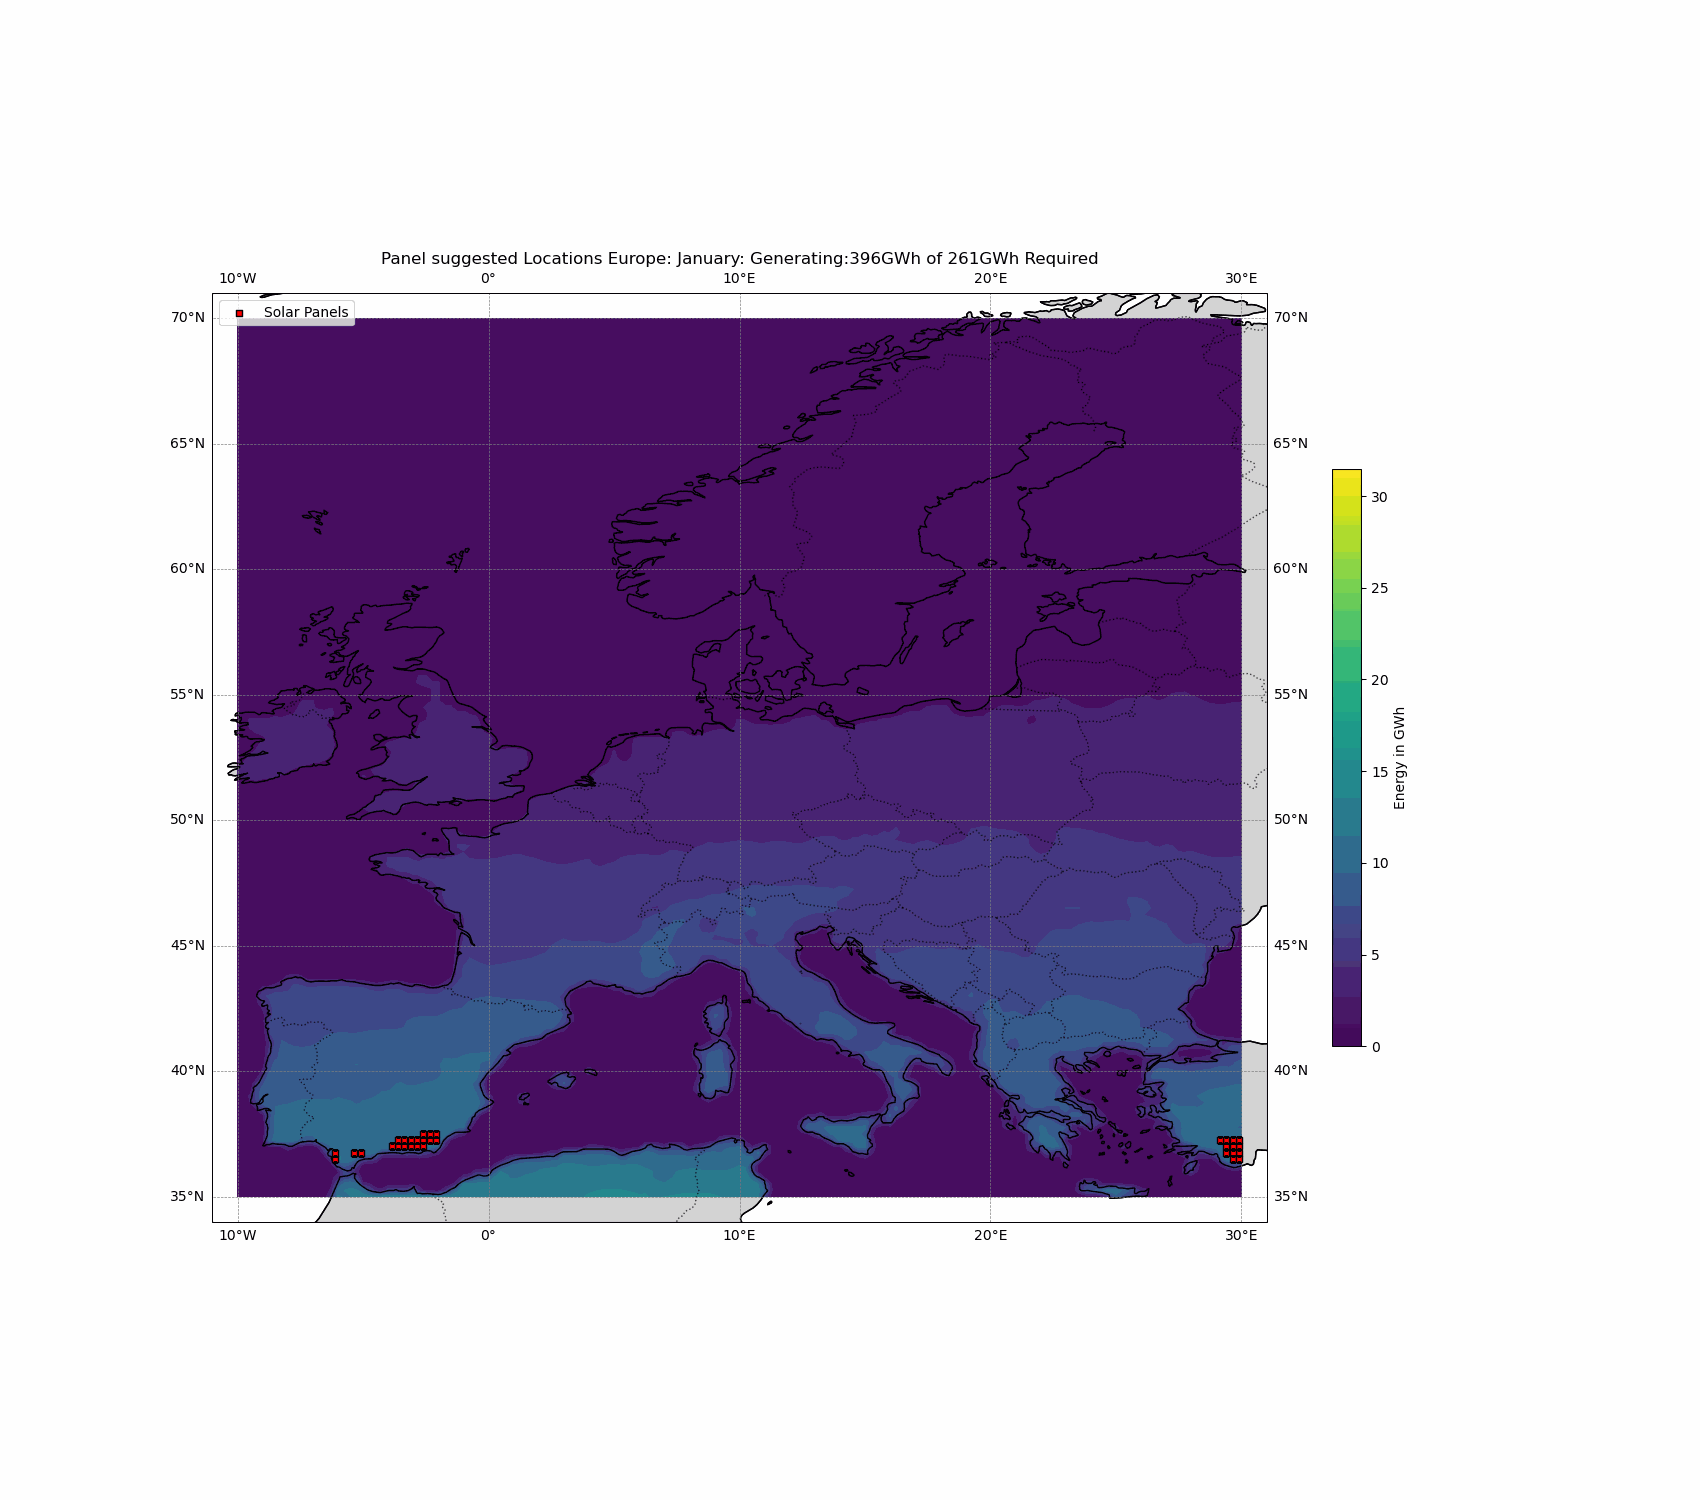 Panel suggested Locations Europe: January: Generating:396GWh of 261GWh Required
10°W 0° 10°E 20°E 30°E
Solar Panels
70°N 70°N
65°N 65°N
60°N 60°N
55°N 55°N
50°N 50°N
45°N 45°N
40°N 40°N
35°N 35°N
10°W 0° 10°E 20°E 30°E
30
25
20
15
10
5
0
Energy in GWh